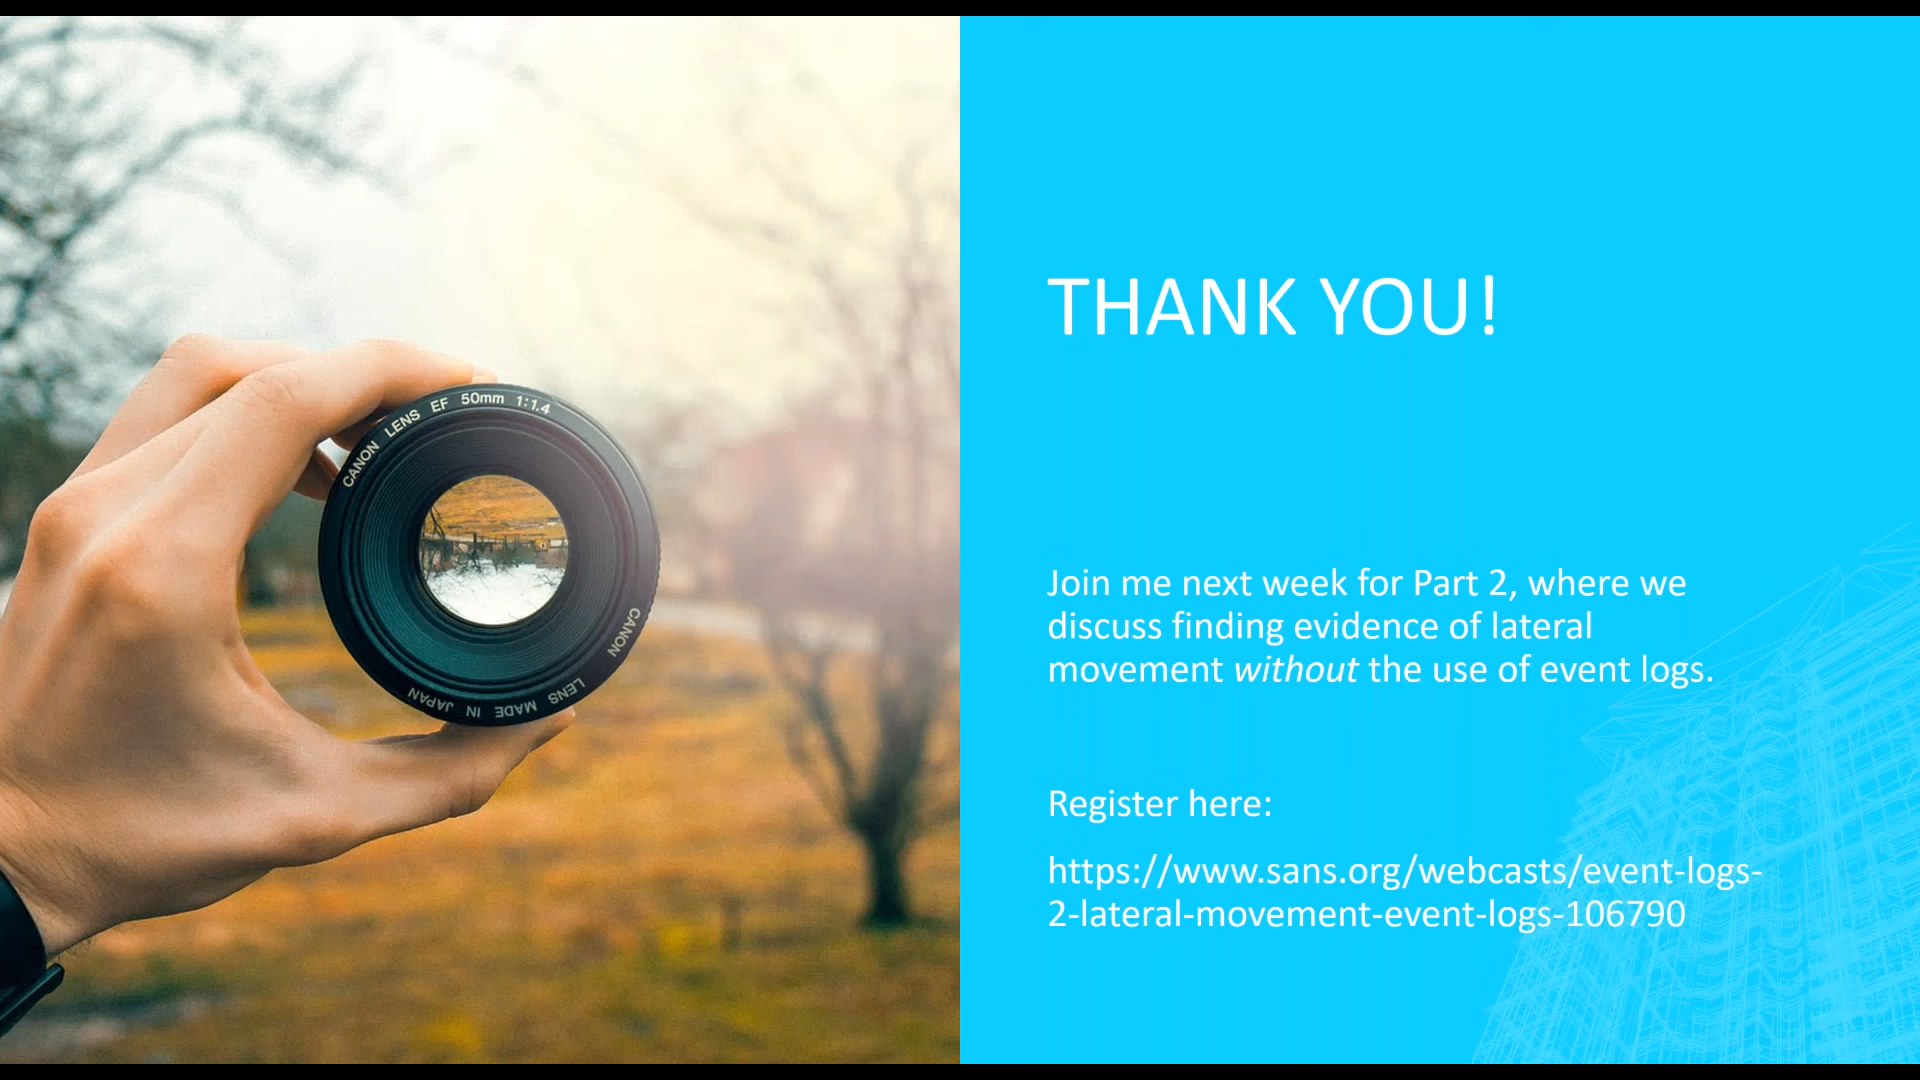 CANON LENS EF 50mm 1:1.4
CANON LENS MADE IN JAPAN
THANK YOU!
Join me next week for Part 2, where we
discuss finding evidence of lateral
movement without the use of event logs.
Register here:
https://www.sans.org/webcasts/event-logs-
2-lateral-movement-event-logs-106790